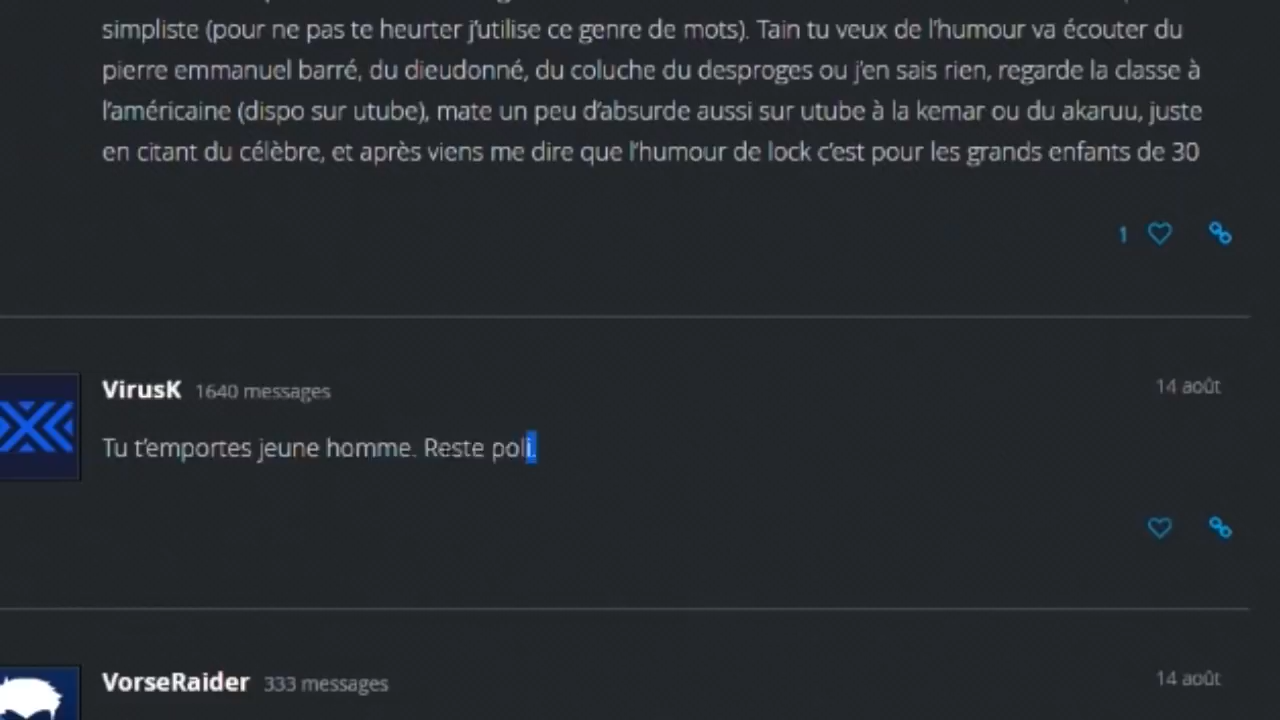 simpliste (pour ne pas te heurter j'utilise ce genre de mots). Tain tu veux de l'humour va écouter du
pierre emmanuel barré, du dieudonné, du coluche du desproges ou j'en sais rien, regarde la classe à
l'américaine (dispo sur utube), mate un peu d'absurde aussi sur utube à la kemar ou du akaruu, juste
en citant du célèbre, et après viens me dire que l'humour de lock c'est pour les grands enfants de 30
1
VirusK 1640 messages 14 août
Tu t'emportes jeune homme. Reste poli.
VorseRaider 333 messages 14 août